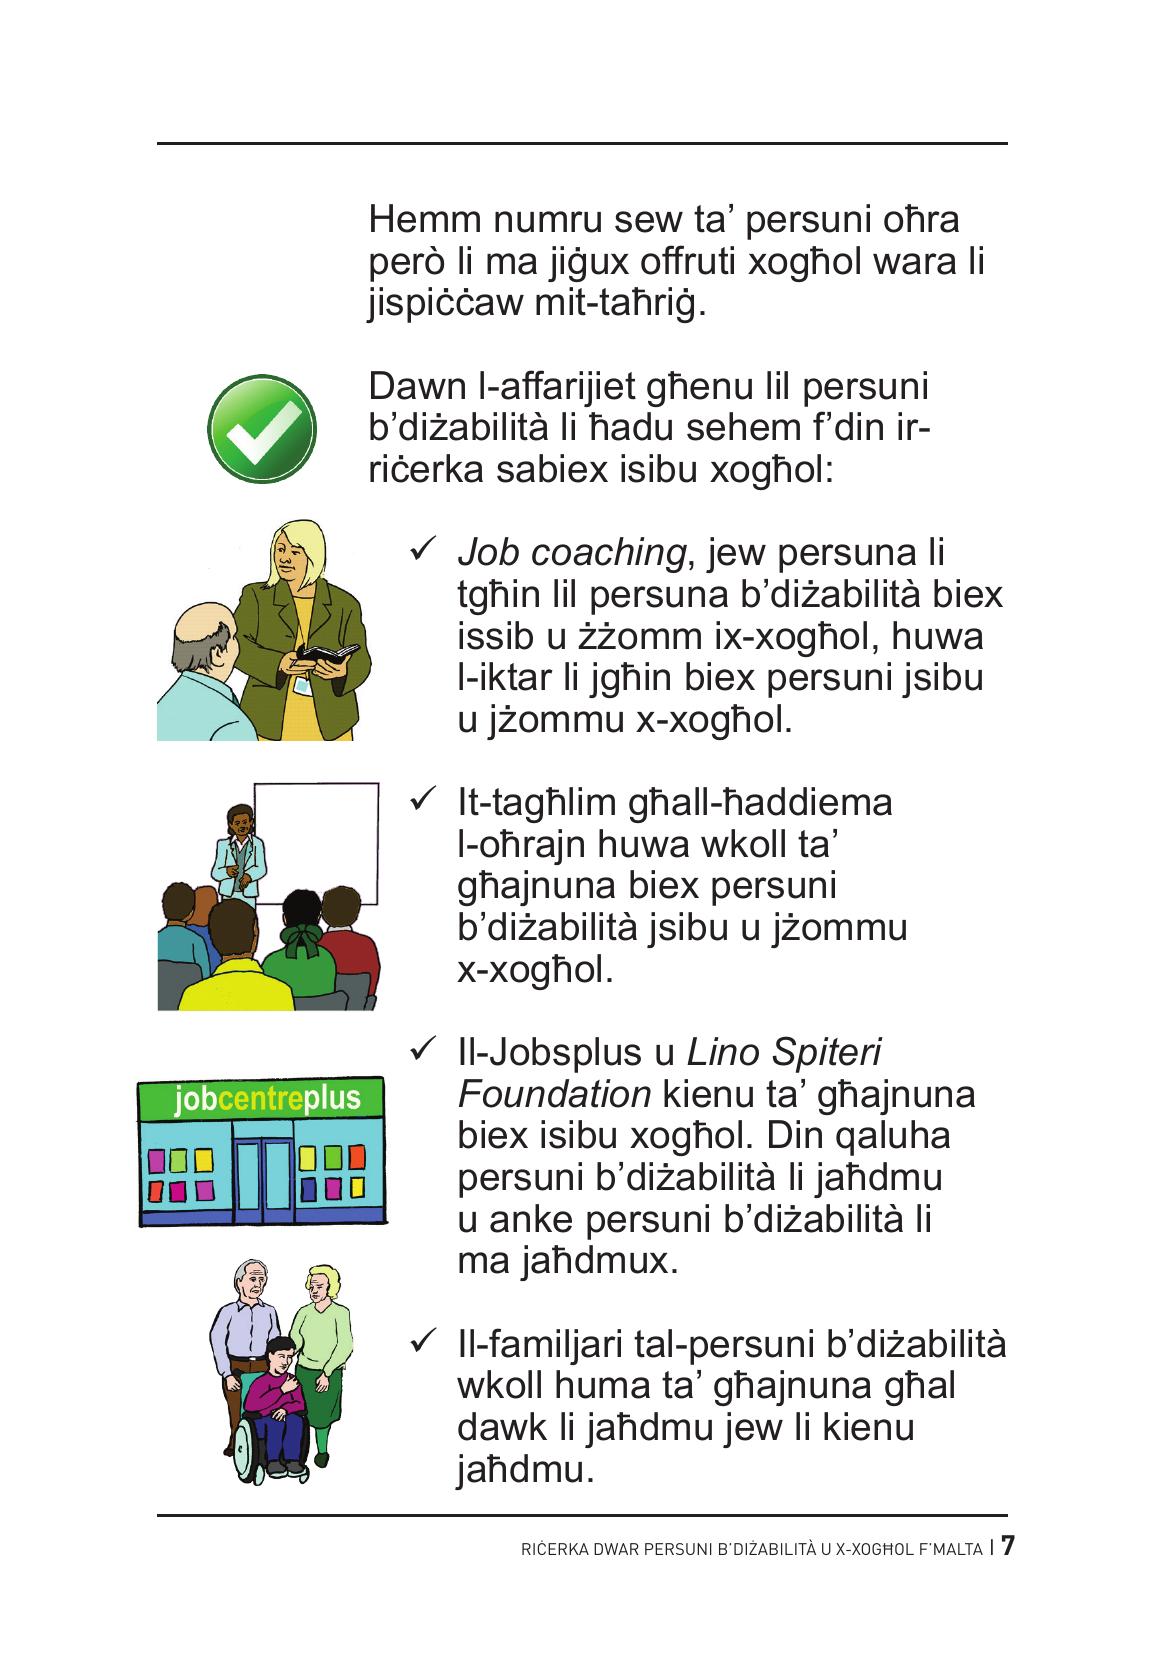 Hemm numru sew ta’ persuni oħra
però li ma jiġux offruti xogħol wara li
jispiċċaw mit-taħriġ.
Dawn l-affarijiet għenu lil persuni
b’diżabilità li ħadu sehem f’din ir-
riċerka sabiex isibu xogħol:
✓ Job coaching, jew persuna li
tgħin lil persuna b’diżabilità biex
issib u żżomm ix-xogħol, huwa
l-iktar li jgħin biex persuni jsibu
u jżommu x-xogħol.
✓ It-tagħlim għall-ħaddiema
l-oħrajn huwa wkoll ta’
għajnuna biex persuni
b’diżabilità jsibu u jżommu
x-xogħol.
jobcentreplus
✓ Il-Jobsplus u Lino Spiteri
Foundation kienu ta’ għajnuna
biex isibu xogħol. Din qaluha
persuni b’diżabilità li jaħdmu
u anke persuni b’diżabilità li
ma jaħdmux.
✓ Il-familjari tal-persuni b’diżabilità
wkoll huma ta’ għajnuna għal
dawk li jaħdmu jew li kienu
jaħdmu.
RIĊERKA DWAR PERSUNI B’DIŻABILITÀ U X-XOGĦOL F’MALTA | 7